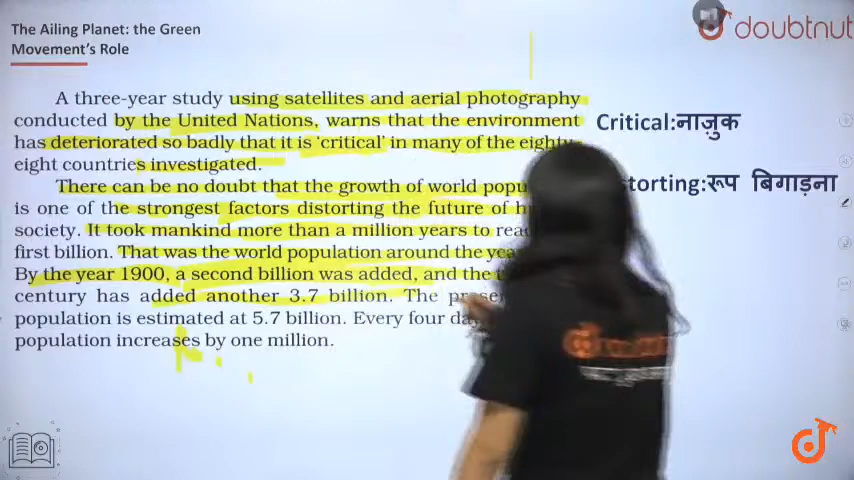 The Ailing Planet: the Green
Movement's Role
doubtnut
A three-year study using satellites and aerial photography
conducted by the United Nations, warns that the environment
has deteriorated so badly that it is 'critical' in many of the eighty-
eight countries investigated.
There can be no doubt that the growth of world
is one of the strongest factors distorting the future of
society. It took mankind more than a million years to
first billion. That was the world population around the
By the year 1900, a second billion was added, and the
century has added another 3.7 billion. The
population is estimated at 5.7 billion. Every four
population increases by one million.
Critical:नाज़ुक
storting:रूप बिगाड़ना